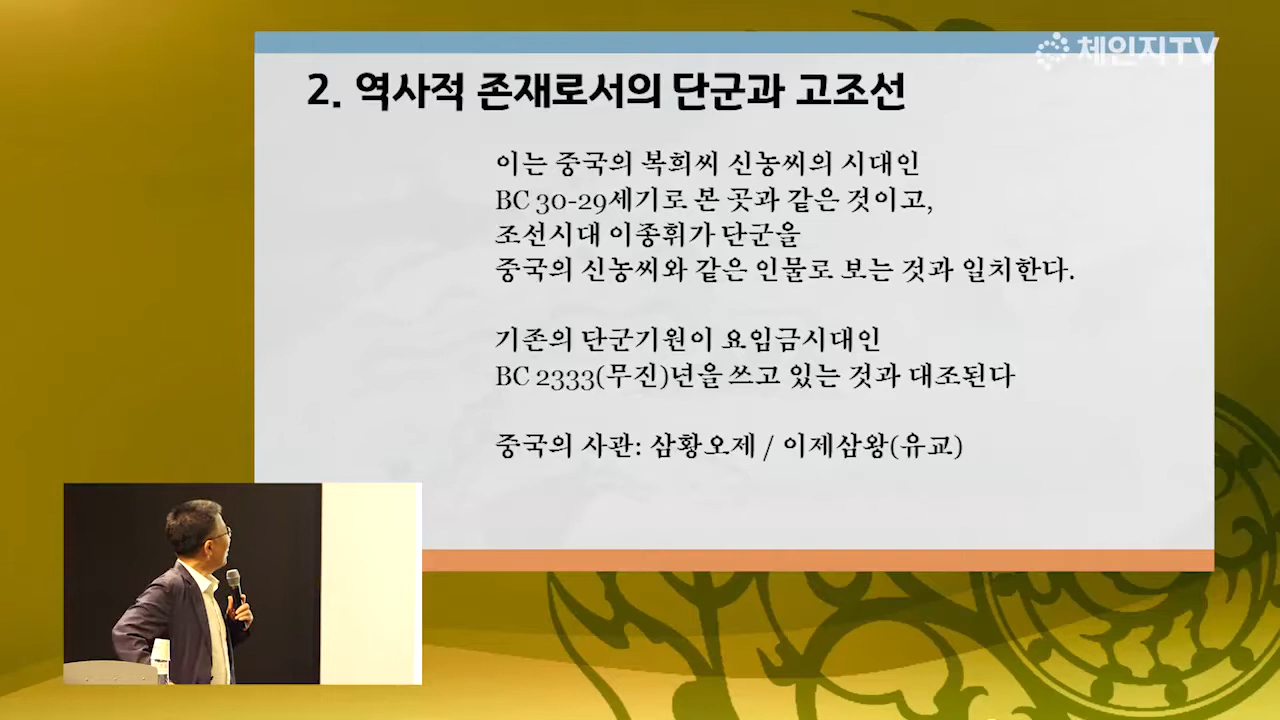 체인지TV
2. 역사적 존재로서의 단군과 고조선
이는 중국의 복희씨 신농씨의 시대인
BC 30-29세기로 본 곳과 같은 것이고,
조선시대 이종휘가 단군을
중국의 신농씨와 같은 인물로 보는 것과 일치한다.
기존의 단군기원이 요임금시대인
BC 2333(무진)년을 쓰고 있는 것과 대조된다
중국의 사관: 삼황오제 / 이제삼왕(유교)